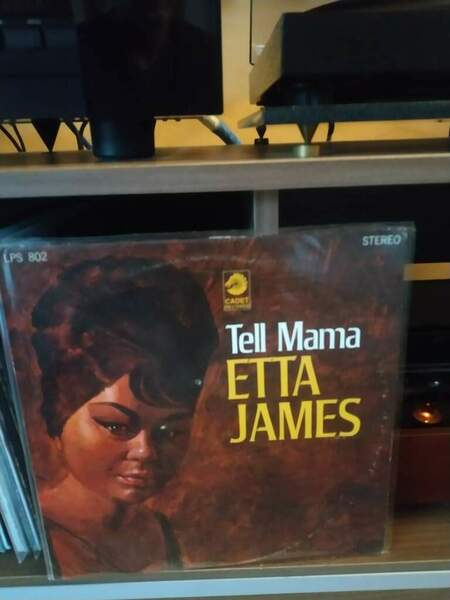 LPS 802
STEREO
CADET
Tell Mama
ETTA
JAMES